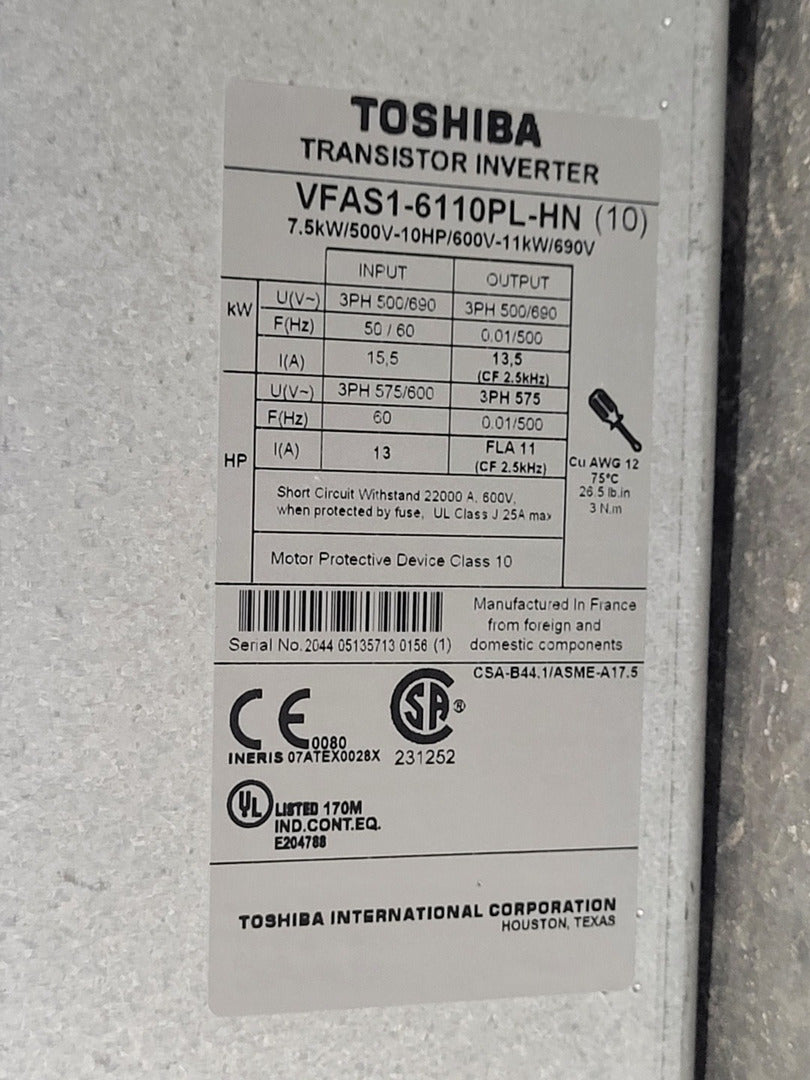 TOSHIBA
TRANSISTOR INVERTER
VFAS1-6110PL-HN (10)
7.5kW/500V-10HP/600V-11kW/690V
INPUT OUTPUT
kW U(V~) 3PH 500/690 3PH 500/690
F(Hz) 50 / 60 0.01/500
I(A) 15,5 13,5
(CF 2.5kHz)
HP U(V~) 3PH 575/600 3PH 575
F(Hz) 60 0.01/500
I(A) 13 FLA 11
(CF 2.5kHz)
Short Circuit Withstand 22000 A, 600V,
when protected by fuse, UL Class J 25A max
Motor Protective Device Class 10
Cu AWG 12
75°C
26.5 lb.in
3 N.m
Serial No. 2044 05135713 0156 (1)
Manufactured In France
from foreign and
domestic components
CSA-B44.1/ASME-A17.5
CE 0080
INERIS 07ATEX0028X
SA ®
231252
UL LISTED 170M
IND.CONT.EQ.
E204788
TOSHIBA INTERNATIONAL CORPORATION
HOUSTON, TEXAS